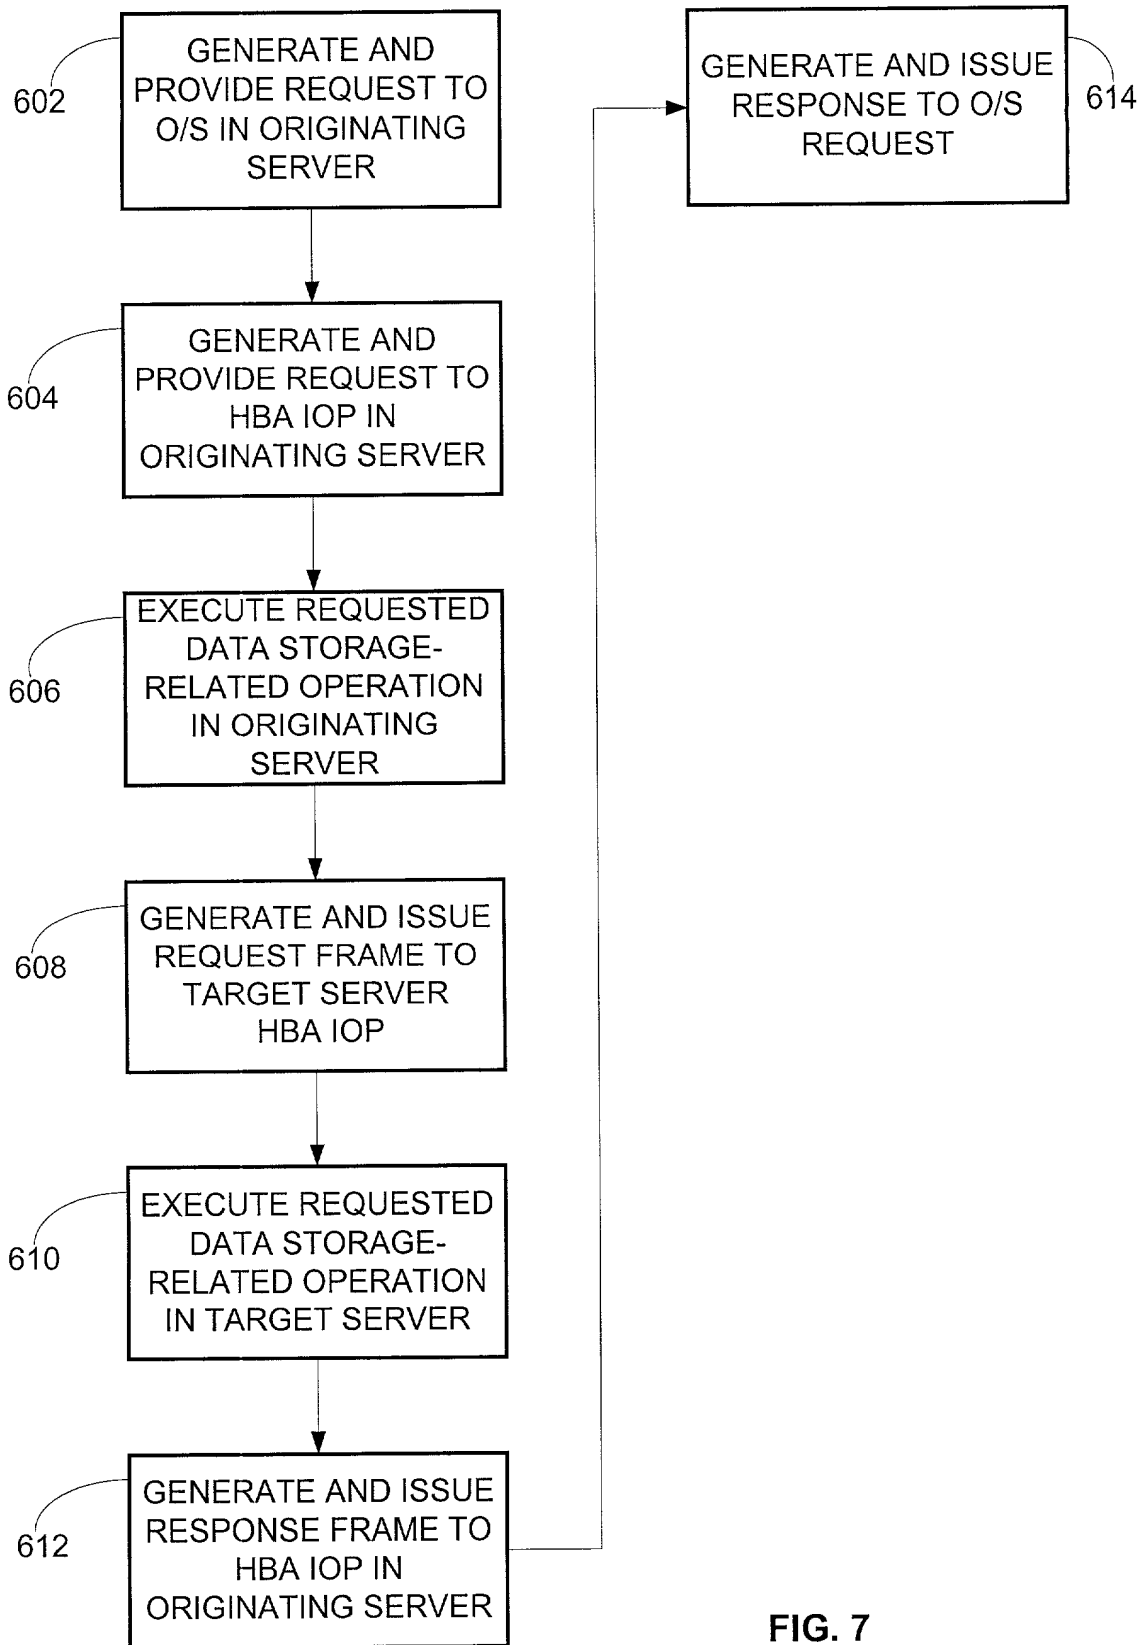 602
GENERATE AND
PROVIDE REQUEST TO
O/S IN ORIGINATING
SERVER
604
GENERATE AND
PROVIDE REQUEST TO
HBA IOP IN
ORIGINATING SERVER
606
EXECUTE REQUESTED
DATA STORAGE-
RELATED OPERATION
IN ORIGINATING
SERVER
608
GENERATE AND ISSUE
REQUEST FRAME TO
TARGET SERVER
HBA IOP
610
EXECUTE REQUESTED
DATA STORAGE-
RELATED OPERATION
IN TARGET SERVER
612
GENERATE AND ISSUE
RESPONSE FRAME TO
HBA IOP IN
ORIGINATING SERVER
GENERATE AND ISSUE
RESPONSE TO O/S
REQUEST
614
FIG. 7